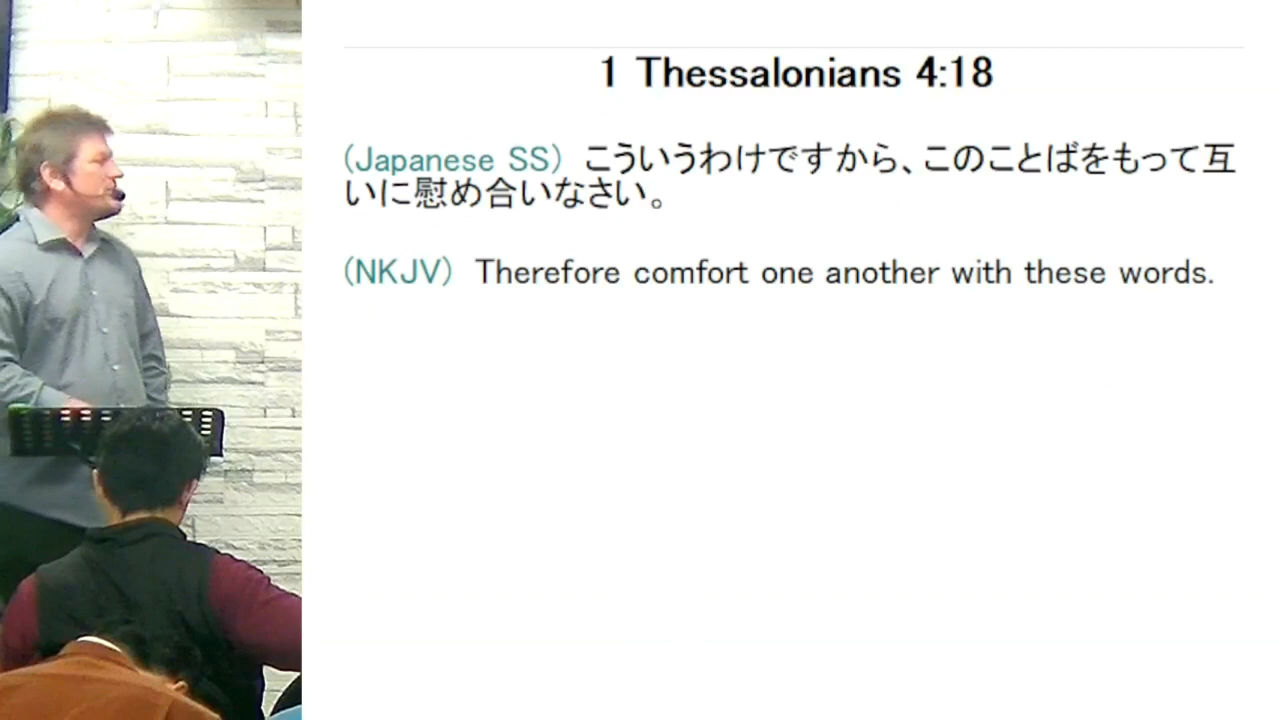 1 Thessalonians 4:18
(Japanese SS) こういうわけですから、このことばをもって互
いに慰め合いなさい。
(NKJV) Therefore comfort one another with these words.